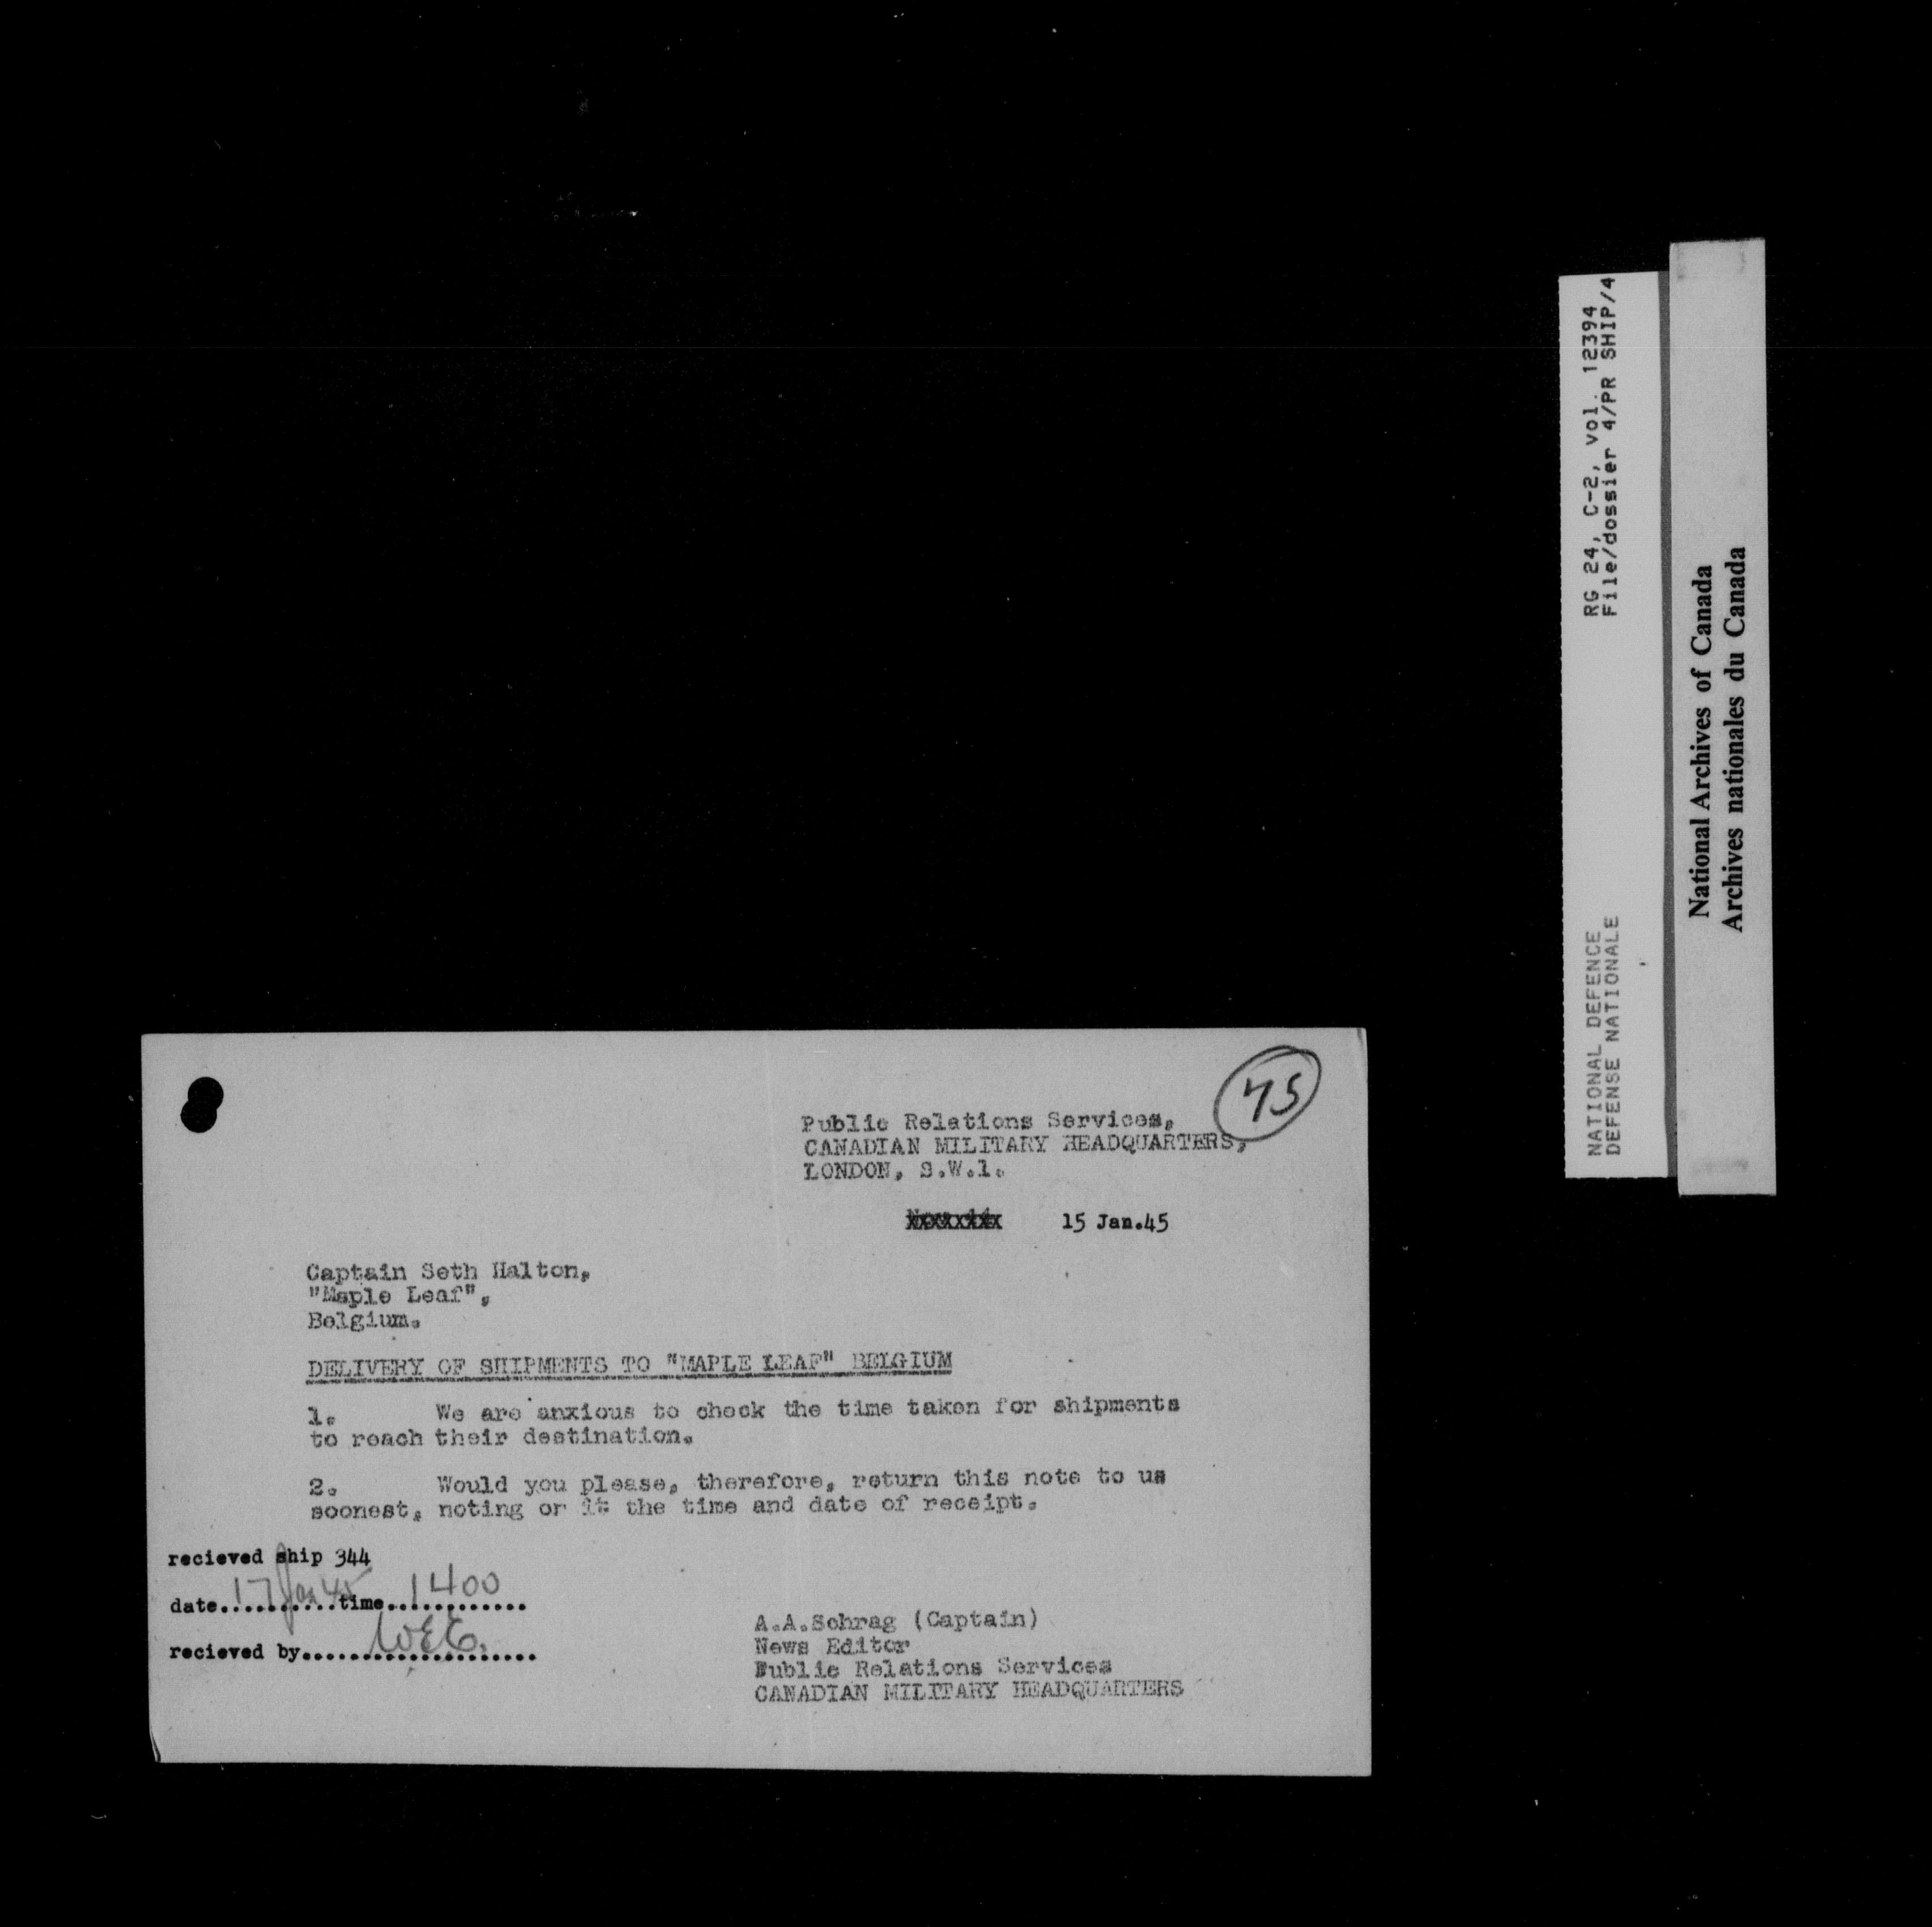 75
Public Relations Services,
CANADIAN MILITARY HEADQUARTERS,
LONDON, S.W.1.
15 Jan.45
Captain Seth Halton,
"Maple Leaf",
Belgium.
DELIVERY OF SHIPMENTS TO "MAPLE LEAF" BELGIUM
1. We are anxious to check the time taken for shipments
to reach their destination.
2. Would you please, therefore, return this note to us
soonest, noting or it the time and date of receipt.
recieved ship 344
date..........time............
17 Jan 45 1400
recieved by....................
WEE.
A.A.Schrag (Captain)
News Editor
Public Relations Services
CANADIAN MILITARY HEADQUARTERS
NATIONAL DEFENCE RG 24, C-2, vol. 12394
DEFENSE NATIONALE File/dossier 4/PR SHIP/4
National Archives of Canada
Archives nationales du Canada